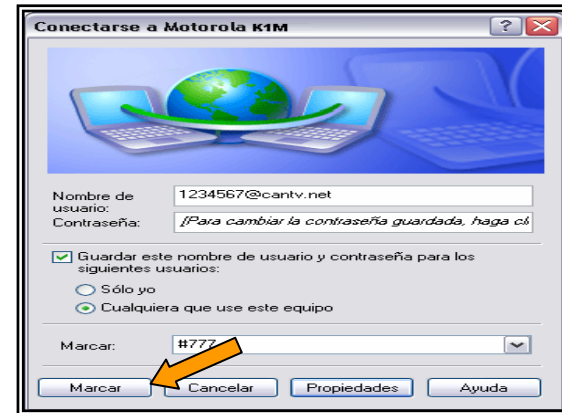 Conectarse a Motorola K1M
Nombre de
usuario:
1234567@cantv.net
Contraseña:
[Para cambiar la contraseña guardada, haga cli
Guardar este nombre de usuario y contraseña para los
siguientes usuarios:
Sólo yo
Cualquiera que use este equipo
Marcar:
#777
Marcar
Cancelar
Propiedades
Ayuda